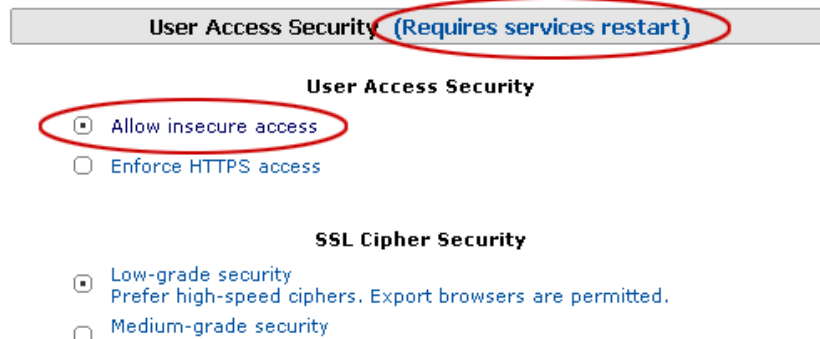 User Access Security (Requires services restart)
User Access Security
Allow insecure access
Enforce HTTPS access
SSL Cipher Security
Low-grade security
Prefer high-speed ciphers. Export browsers are permitted.
Medium-grade security